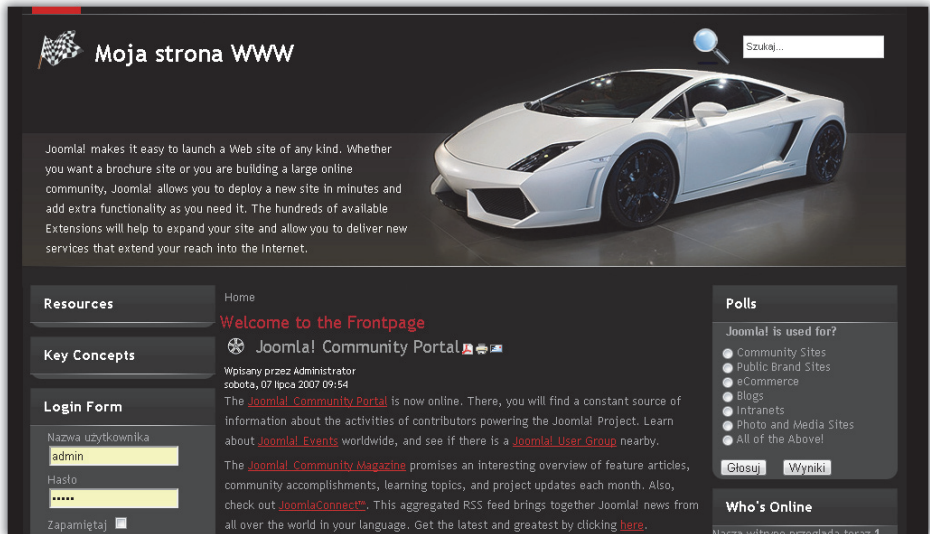 Moja strona WWW
Szukaj...
Joomla! makes it easy to launch a Web site of any kind. Whether
you want a brochure site or you are building a large online
community, Joomla! allows you to deploy a new site in minutes and
add extra functionality as you need it. The hundreds of available
Extensions will help to expand your site and allow you to deliver new
services that extend your reach into the Internet.
Resources
Key Concepts
Login Form
Nazwa użytkownika
admin
Hasło
•••••
Zapamiętaj
Home
Welcome to the Frontpage
Joomla! Community Portal
Wpisany przez Administrator
sobota, 07 lipca 2007 09:54
The Joomla! Community Portal is now online. There, you will find a constant source of
information about the activities of contributors powering the Joomla! Project. Learn
about Joomla! Events worldwide, and see if there is a Joomla! User Group nearby.
The Joomla! Community Magazine promises an interesting overview of feature articles,
community accomplishments, learning topics, and project updates each month. Also,
check out JoomlaConnect™. This aggregated RSS feed brings together Joomla! news from
all over the world in your language. Get the latest and greatest by clicking here.
Polls
Joomla! is used for?
Community Sites
Public Brand Sites
eCommerce
Blogs
Intranets
Photo and Media Sites
All of the Above!
Głosuj
Wyniki
Who's Online
Naszą witrynę przegląda teraz 1